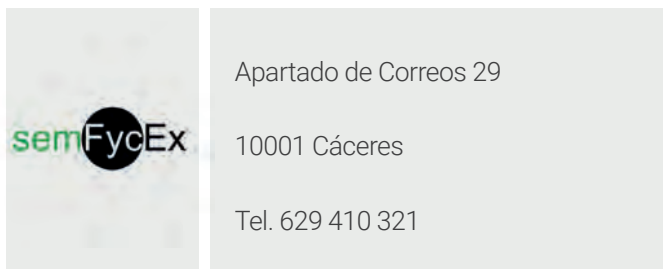 semFycEx
Apartado de Correos 29
10001 Cáceres
Tel. 629 410 321